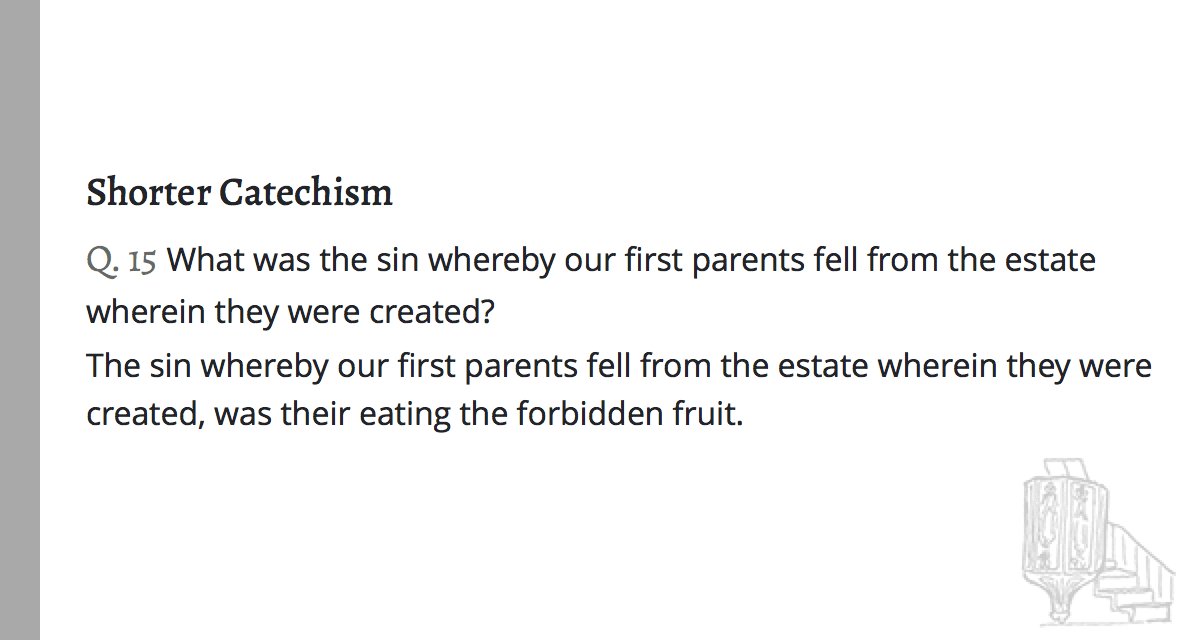 Shorter Catechism
Q. 15 What was the sin whereby our first parents fell from the estate
wherein they were created?
The sin whereby our first parents fell from the estate wherein they were
created, was their eating the forbidden fruit.